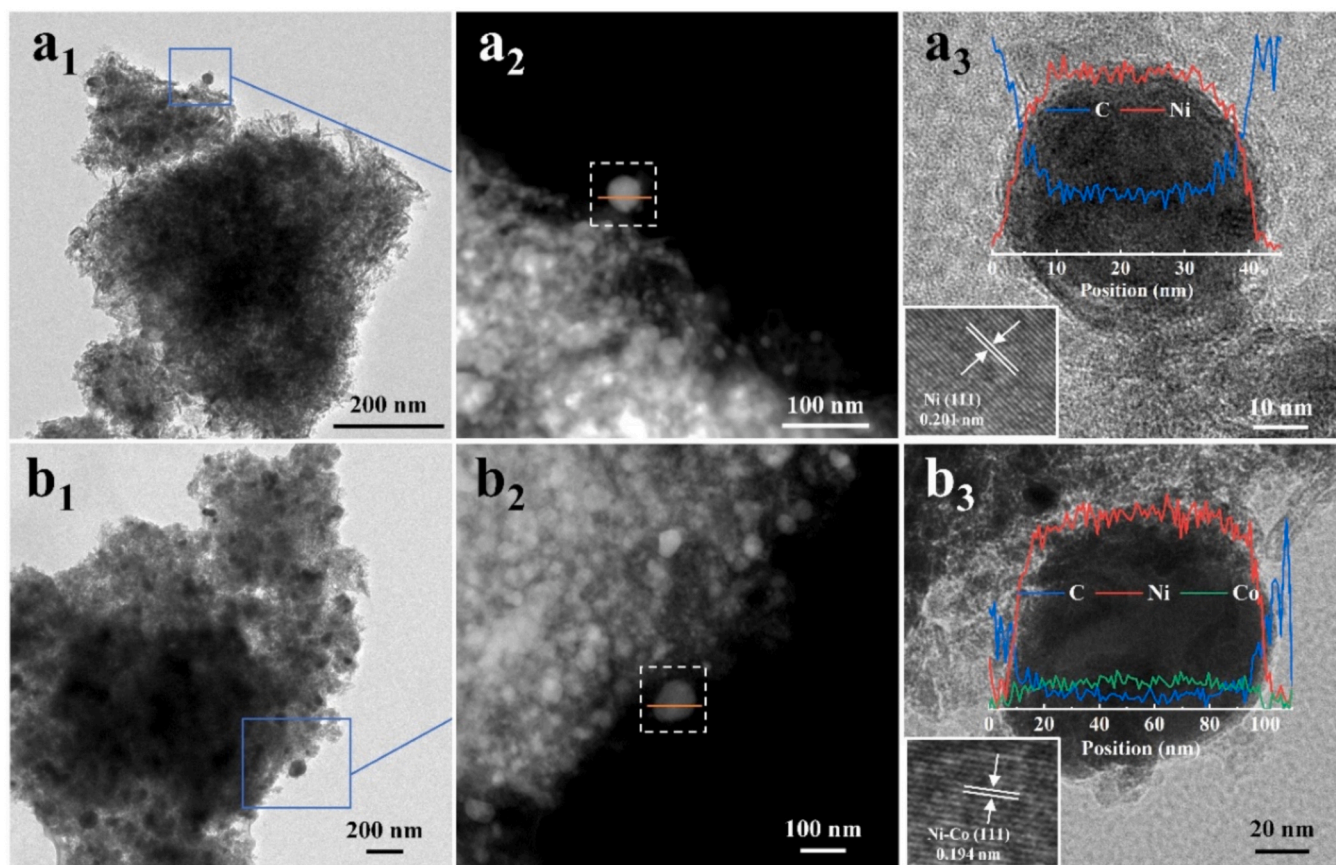 a1
200 nm
a2
100 nm
a3
C Ni
0 10 20 30 40
Position (nm)
Ni (111)
0.201 nm
10 nm
b1
200 nm
b2
100 nm
b3
C Ni Co
0 20 40 60 80 100
Position (nm)
Ni-Co (111)
0.194 nm
20 nm